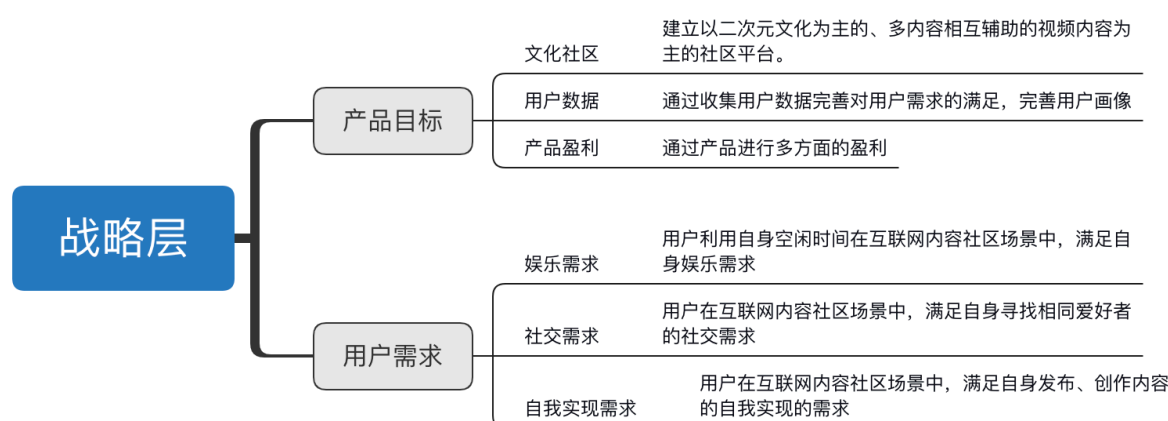 战略层
产品目标
文化社区
建立以二次元文化为主的、多内容相互辅助的视频内容为
主的社区平台。
用户数据
通过收集用户数据完善对用户需求的满足，完善用户画像
产品盈利
通过产品进行多方面的盈利
用户需求
娱乐需求
用户利用自身空闲时间在互联网内容社区场景中，满足自
身娱乐需求
社交需求
用户在互联网内容社区场景中，满足自身寻找相同爱好者
的社交需求
自我实现需求
用户在互联网内容社区场景中，满足自身发布、创作内容
的自我实现的需求